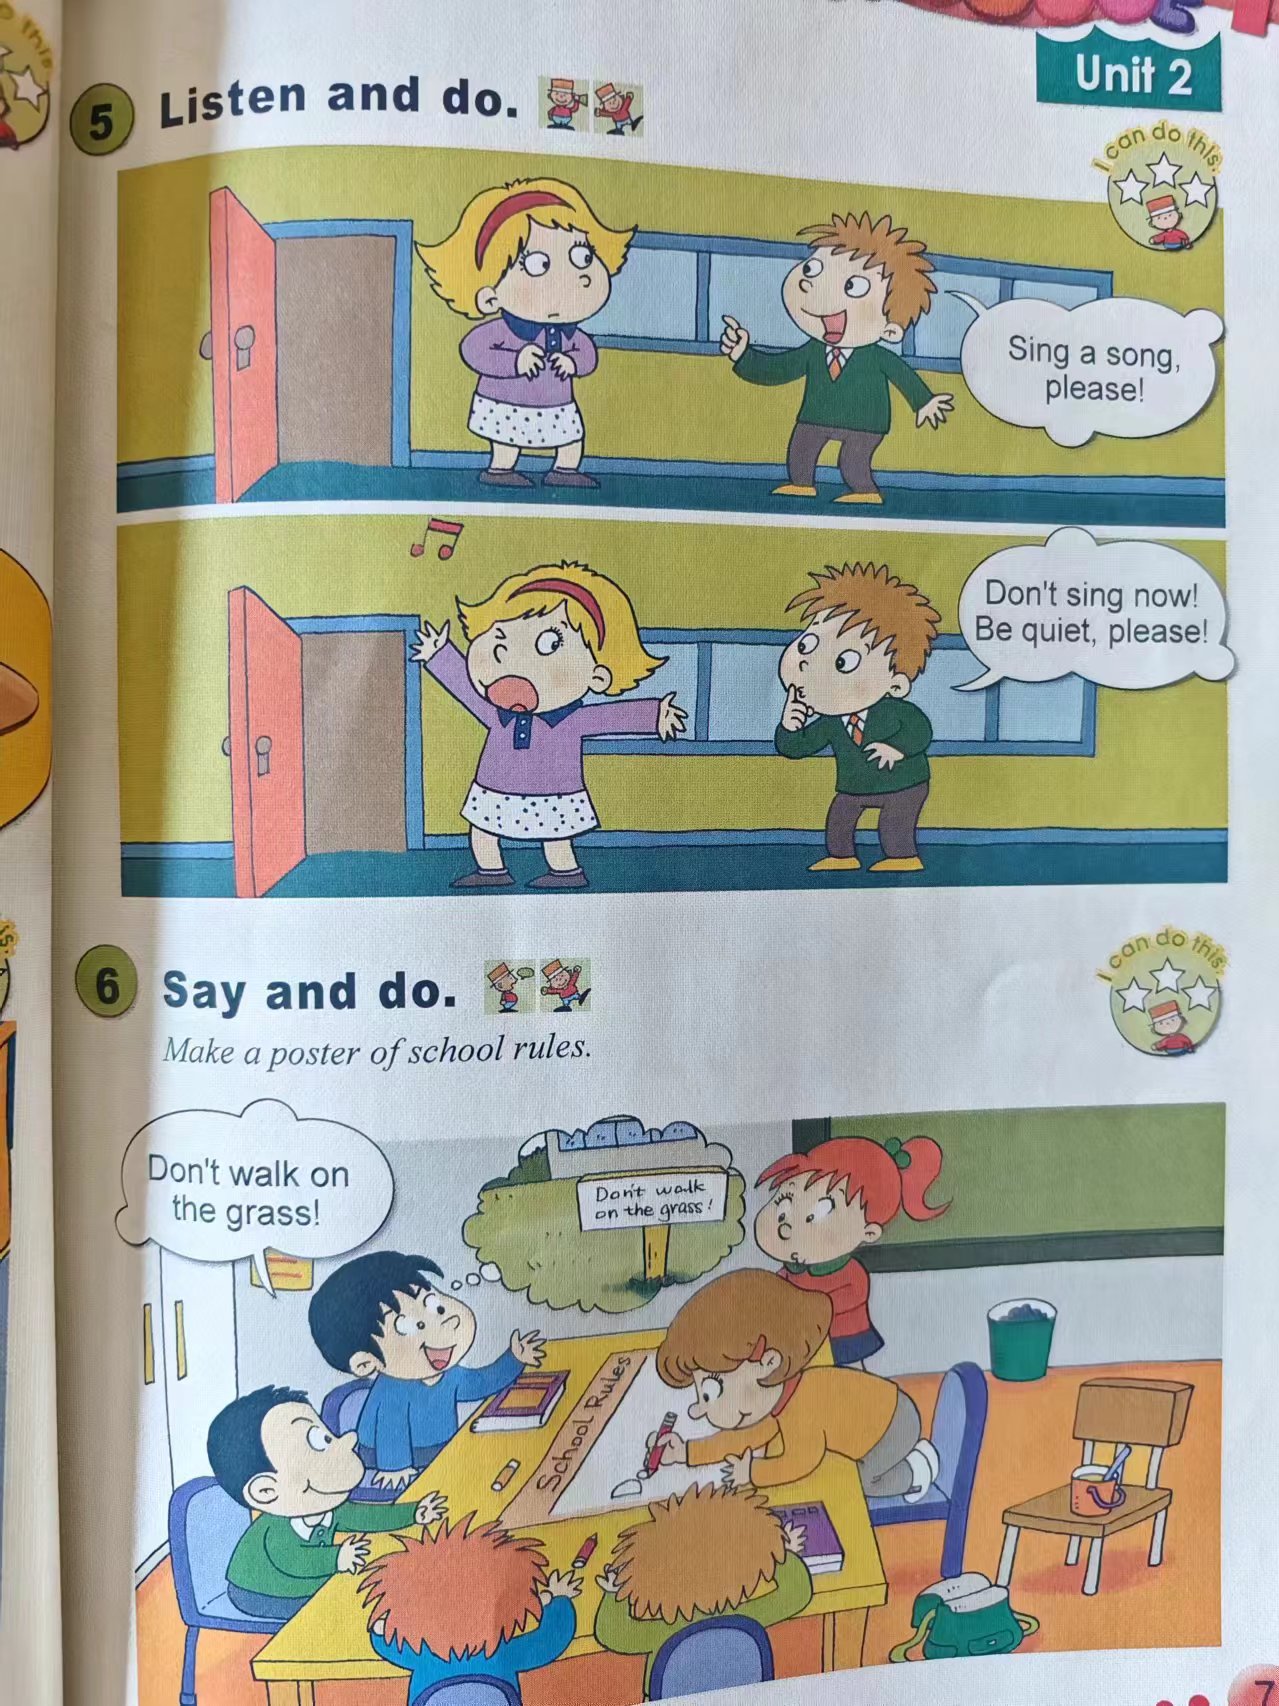 Unit 2
5 Listen and do.
I can do this.
Sing a song,
please!
Don't sing now!
Be quiet, please!
6 Say and do.
I can do this.
Make a poster of school rules.
Don't walk on
the grass!
Don't walk
on the grass!
School Rules
7